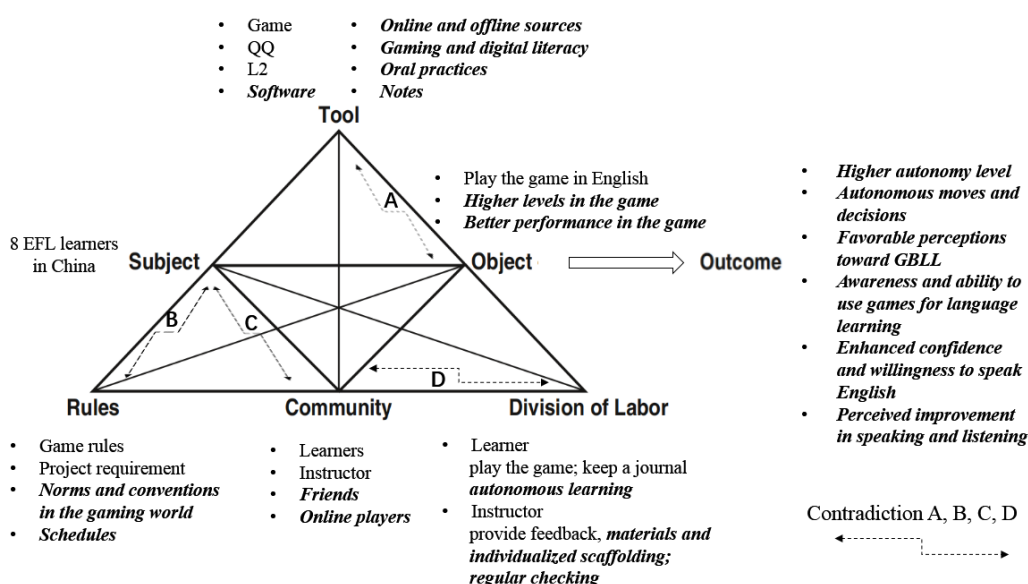 • Game
• QQ
• L2
• Software
• Online and offline sources
• Gaming and digital literacy
• Oral practices
• Notes
Tool
A
• Play the game in English
• Higher levels in the game
• Better performance in the game
8 EFL learners
in China
Subject
Object
Outcome
• Higher autonomy level
• Autonomous moves and
decisions
• Favorable perceptions
toward GBLL
• Awareness and ability to
use games for language
learning
• Enhanced confidence
and willingness to speak
English
• Perceived improvement
in speaking and listening
B
C
D
Rules
Community
Division of Labor
• Game rules
• Project requirement
• Norms and conventions
in the gaming world
• Schedules
• Learners
• Instructor
• Friends
• Online players
• Learner
play the game; keep a journal
autonomous learning
• Instructor
provide feedback, materials and
individualized scaffolding;
regular checking
Contradiction A, B, C, D